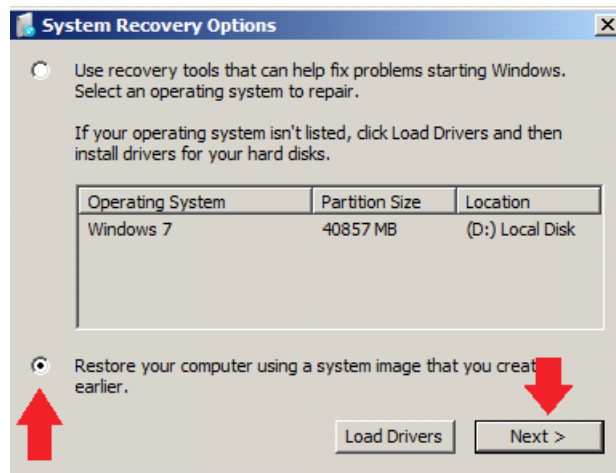 System Recovery Options
Use recovery tools that can help fix problems starting Windows.
Select an operating system to repair.
If your operating system isn't listed, click Load Drivers and then
install drivers for your hard disks.
Operating System Partition Size Location
Windows 7 40857 MB (D:) Local Disk
Restore your computer using a system image that you
earlier.
Load Drivers Next >